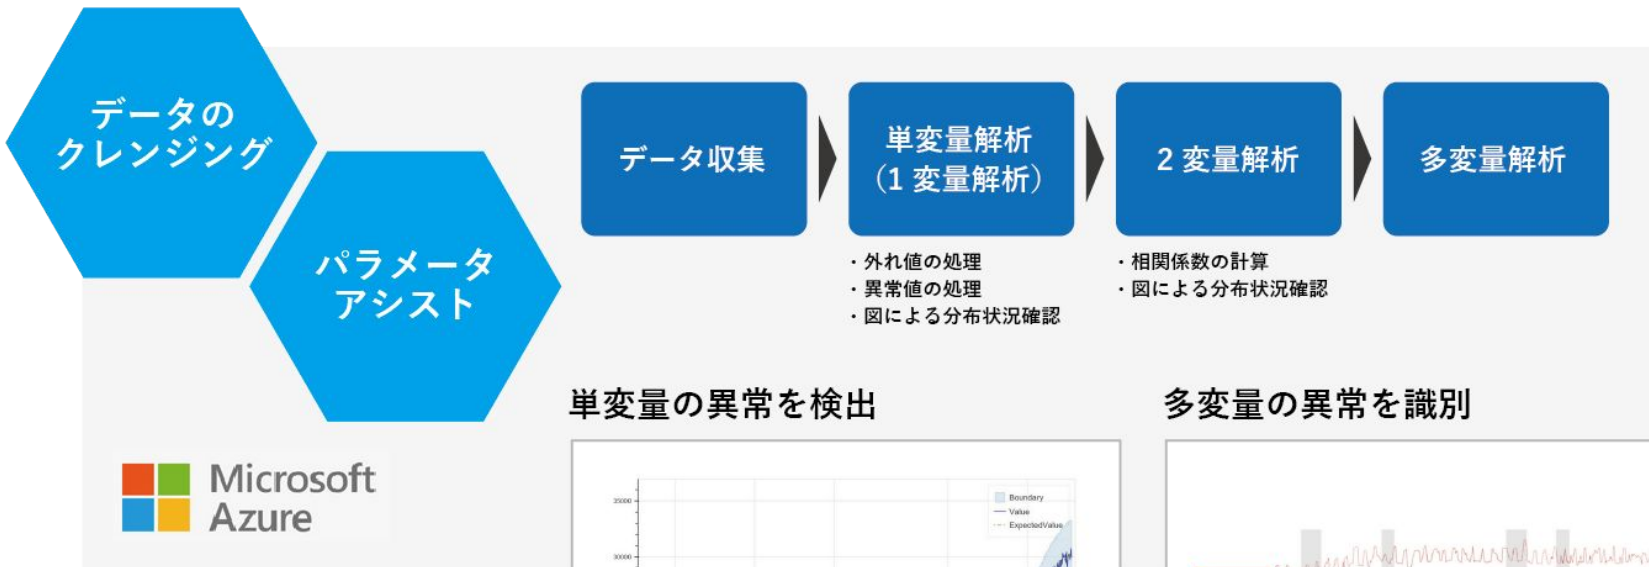 データの
クレンジング
パラメータ
アシスト
データ収集
単変量解析
（1 変量解析）
2 変量解析
多変量解析
・外れ値の処理
・異常値の処理
・図による分布状況確認
・相関係数の計算
・図による分布状況確認
単変量の異常を検出
多変量の異常を識別
Microsoft
Azure
Boundary
Value
ExpectedValue